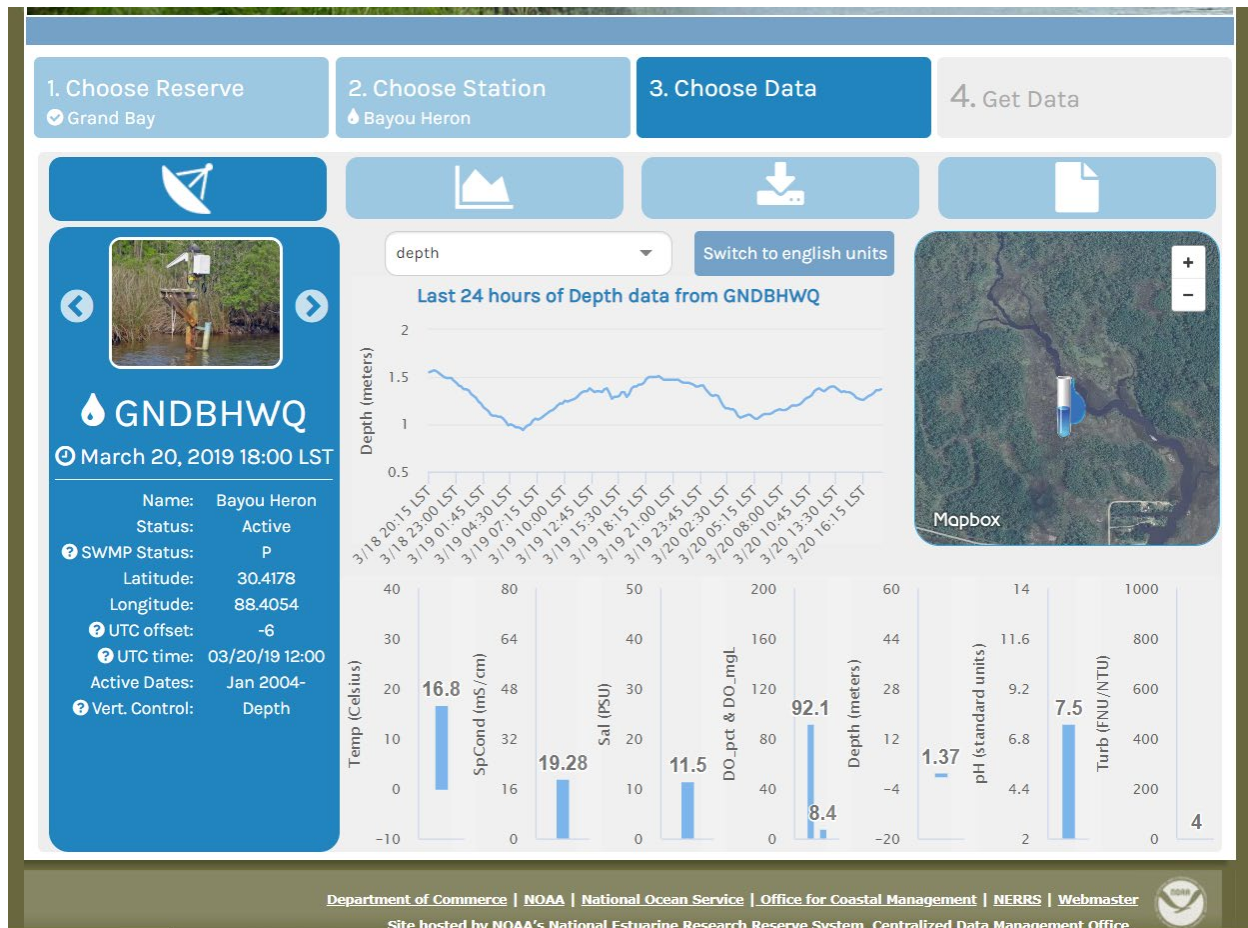 1. Choose Reserve
Grand Bay
2. Choose Station
Bayou Heron
3. Choose Data
4. Get Data
depth
Switch to english units
Last 24 hours of Depth data from GNDBHWQ
Depth (meters)
2
1.5
1
0.5
3/18 20:15 LST
3/18 23:00 LST
3/19 01:45 LST
3/19 04:30 LST
3/19 07:15 LST
3/19 10:00 LST
3/19 12:45 LST
3/19 15:30 LST
3/19 18:15 LST
3/19 21:00 LST
3/19 23:45 LST
3/20 02:30 LST
3/20 05:15 LST
3/20 08:00 LST
3/20 10:45 LST
3/20 13:30 LST
3/20 16:15 LST
+
−
Mapbox
GNDBHWQ
March 20, 2019 18:00 LST
Name: Bayou Heron
Status: Active
? SWMP Status: P
Latitude: 30.4178
Longitude: 88.4054
? UTC offset: -6
? UTC time: 03/20/19 12:00
Active Dates: Jan 2004-
? Vert. Control: Depth
Temp (Celsius)
40
30
20
10
0
−10
16.8
SpCond (mS/cm)
80
64
48
32
16
0
19.28
Sal (PSU)
50
40
30
20
10
0
11.5
DO_pct & DO_mgL
200
160
120
80
40
0
92.1
8.4
Depth (meters)
60
44
28
12
−4
−20
1.37
pH (standard units)
14
11.6
9.2
6.8
4.4
2
7.5
Turb (FNU/NTU)
1000
800
600
400
200
0
4
Department of Commerce | NOAA | National Ocean Service | Office for Coastal Management | NERRS | Webmaster
Site hosted by NOAA's National Estuarine Research Reserve System, Centralized Data Management Office
NOAA